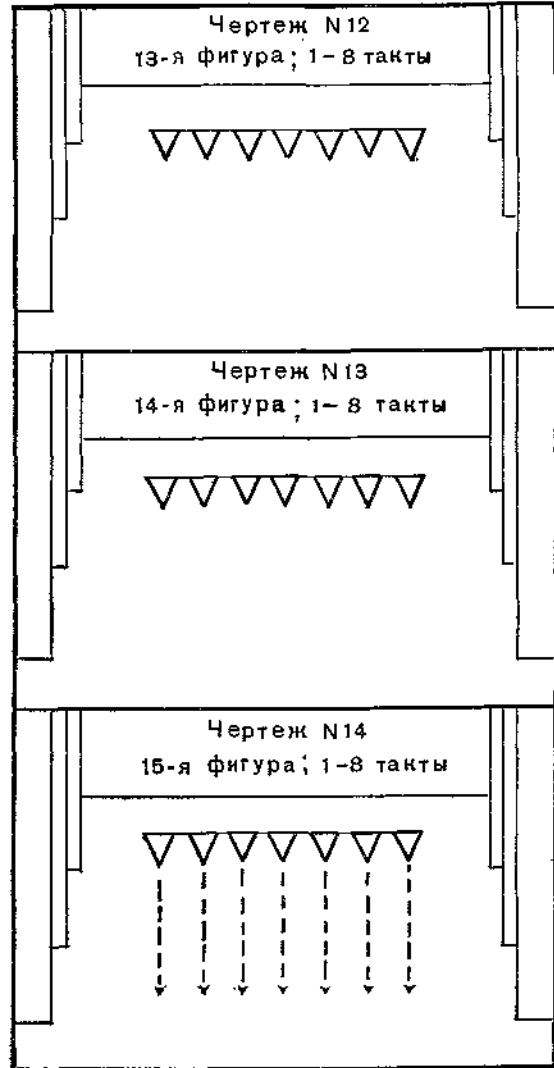 Чертеж N12
13-я фигура; 1-8 такты
Чертеж N13
14-я фигура; 1-8 такты
Чертеж N14
15-я фигура; 1-8 такты